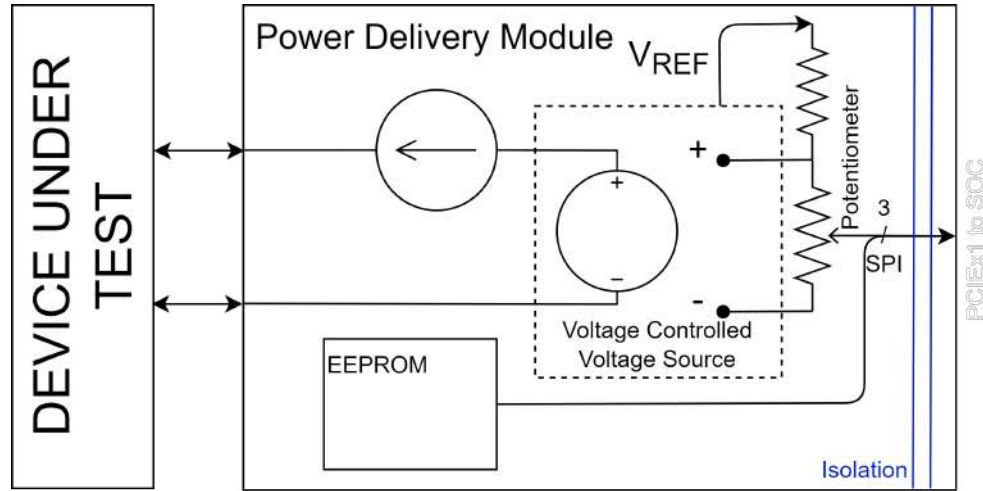 DEVICE UNDER
TEST
Power Delivery Module
VREF
Potentiometer
+
+
−
-
3
SPI
Voltage Controlled
Voltage Source
EEPROM
Isolation
PCIEx1 to SOC